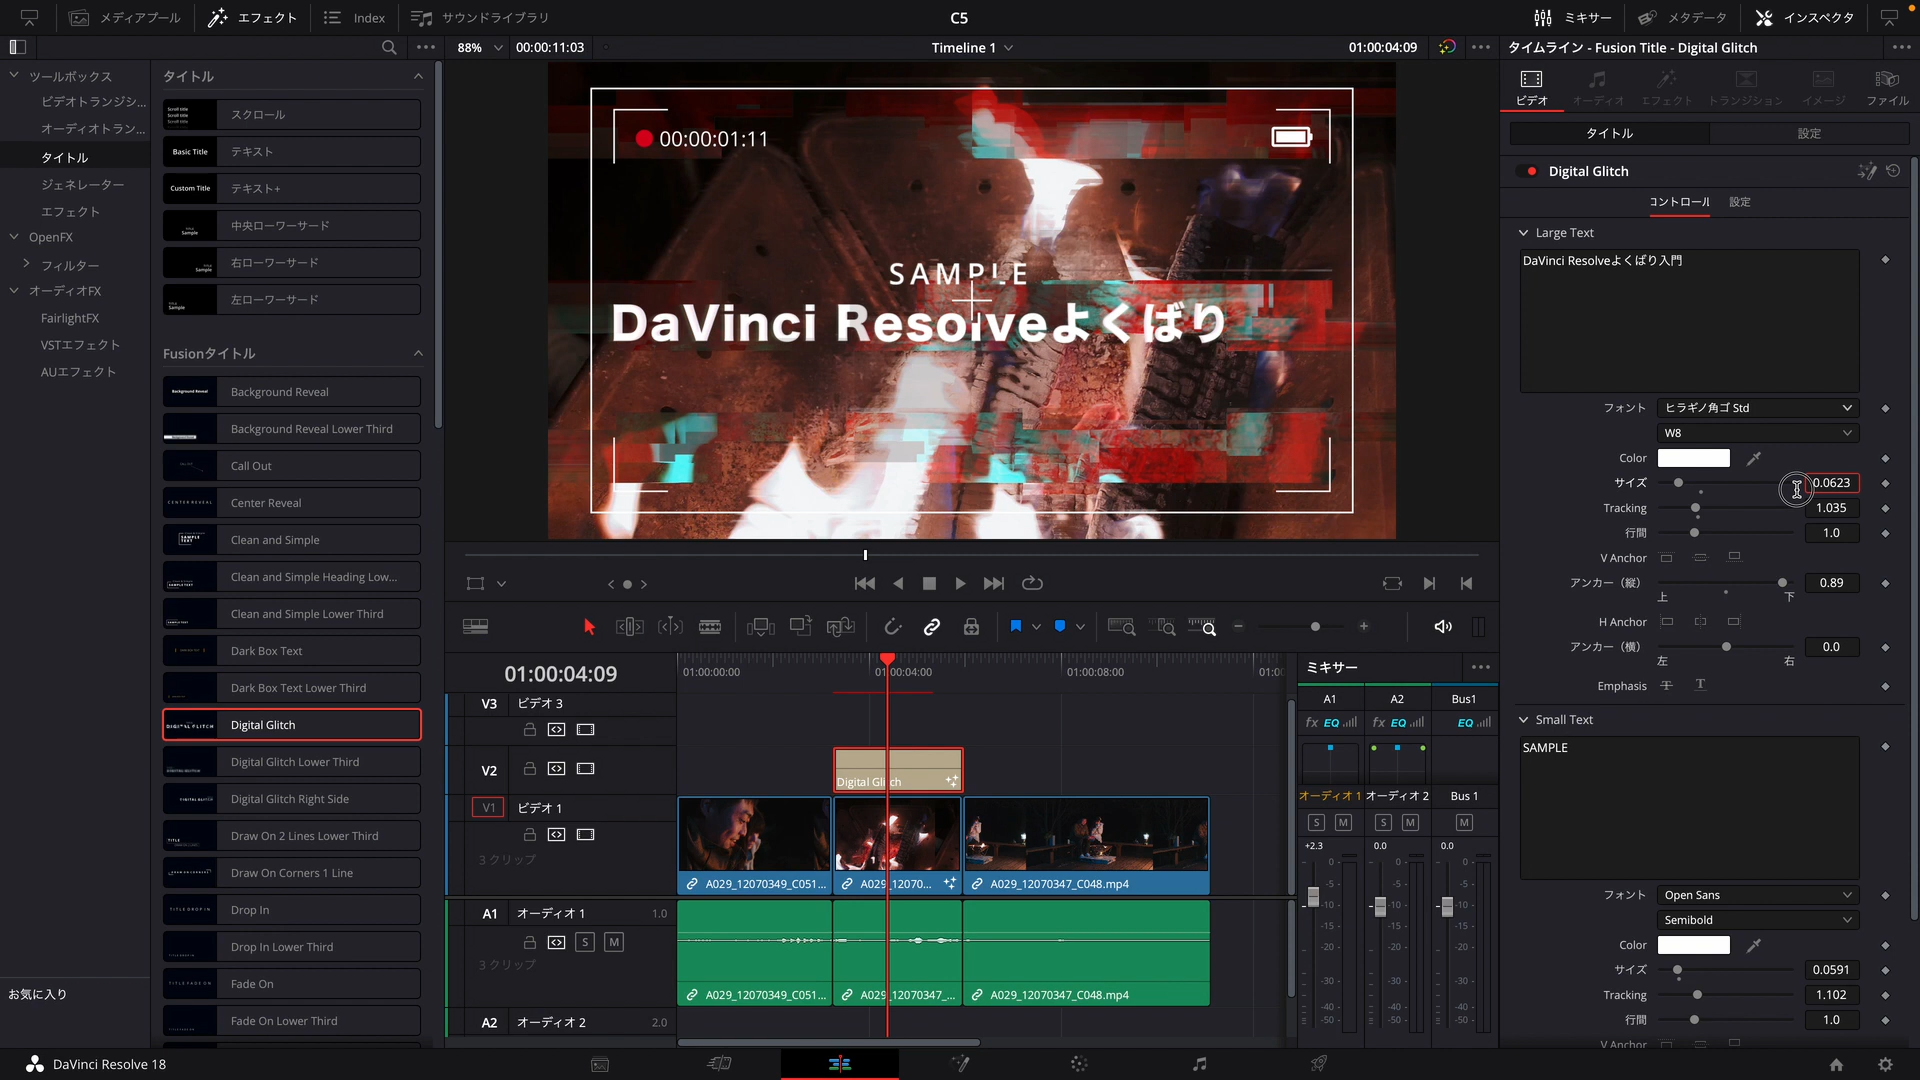 メディアプール
エフェクト
Index
サウンドライブラリ
C5
ミキサー
メタデータ
インスペクタ
88%
00:00:11:03
Timeline 1
01:00:04:09
タイムライン - Fusion Title - Digital Glitch
ツールボックス
ビデオトランジシ...
オーディオトラン...
タイトル
ジェネレーター
エフェクト
OpenFX
フィルター
オーディオFX
FairlightFX
VSTエフェクト
AUエフェクト
お気に入り
タイトル
スクロール
Basic Title
テキスト
Custom Title
テキスト+
中央ローワーサード
右ローワーサード
左ローワーサード
Fusionタイトル
Background Reveal
Background Reveal Lower Third
Call Out
Center Reveal
Clean and Simple
Clean and Simple Heading Low...
Clean and Simple Lower Third
Dark Box Text
Dark Box Text Lower Third
Digital Glitch
Digital Glitch Lower Third
Digital Glitch Right Side
Draw On 2 Lines Lower Third
Draw On Corners 1 Line
Drop In
Drop In Lower Third
Fade On
Fade On Lower Third
00:00:01:11
SAMPLE
DaVinci Resolveよくばり
ビデオ
オーディオ
エフェクト
トランジション
イメージ
ファイル
タイトル
設定
Digital Glitch
コントロール
設定
Large Text
DaVinci Resolveよくばり入門
フォント
ヒラギノ角ゴ Std
W8
Color
サイズ
0.0623
Tracking
1.035
行間
1.0
V Anchor
アンカー（縦）
0.89
上
下
H Anchor
アンカー（横）
0.0
左
右
Emphasis
Small Text
SAMPLE
フォント
Open Sans
Semibold
Color
サイズ
0.0591
Tracking
1.102
行間
1.0
V Anchor
01:00:04:09
01:00:00:00
01:00:04:00
01:00:08:00
V3
ビデオ 3
V2
Digital Glitch
V1
ビデオ 1
3 クリップ
A029_12070349_C051...
A029_12070...
A029_12070347_C048.mp4
A1
オーディオ 1
1.0
S
M
3 クリップ
A029_12070349_C051...
A029_12070347_...
A029_12070347_C048.mp4
A2
オーディオ 2
2.0
ミキサー
A1
A2
Bus1
fx EQ
fx EQ
EQ
オーディオ 1
オーディオ 2
Bus 1
S
M
S
M
M
+2.3
0.0
0.0
0
-5
-10
-15
-20
-30
-40
-50
0
-5
-10
-15
-20
-30
-40
-50
0
-5
-10
-15
-20
-30
-40
-50
DaVinci Resolve 18